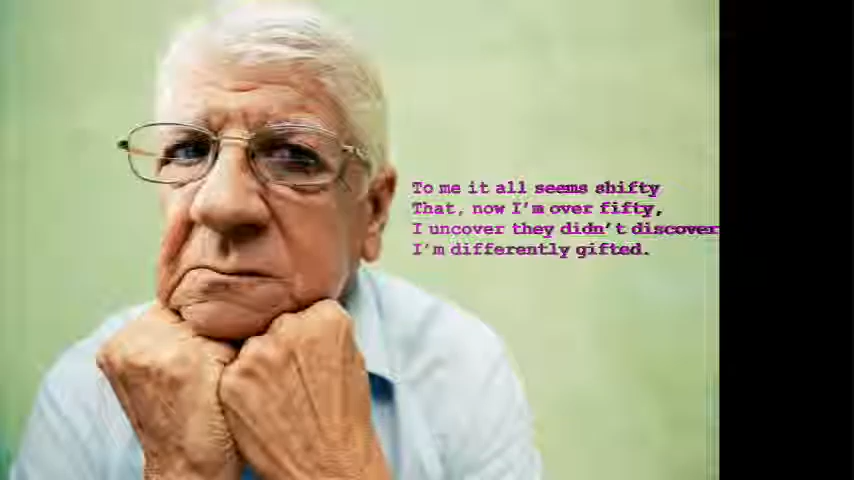 To me it all seems shifty
That, now I'm over fifty,
I uncover they didn't discover
I'm differently gifted.